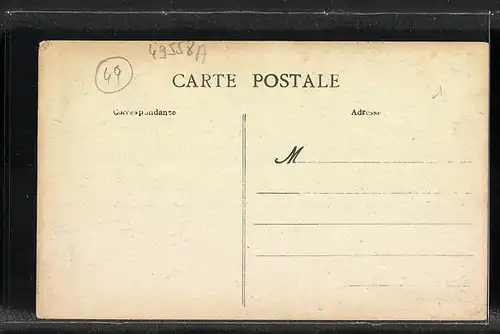 49558A
49
CARTE POSTALE
Correspondance
Adresse
M